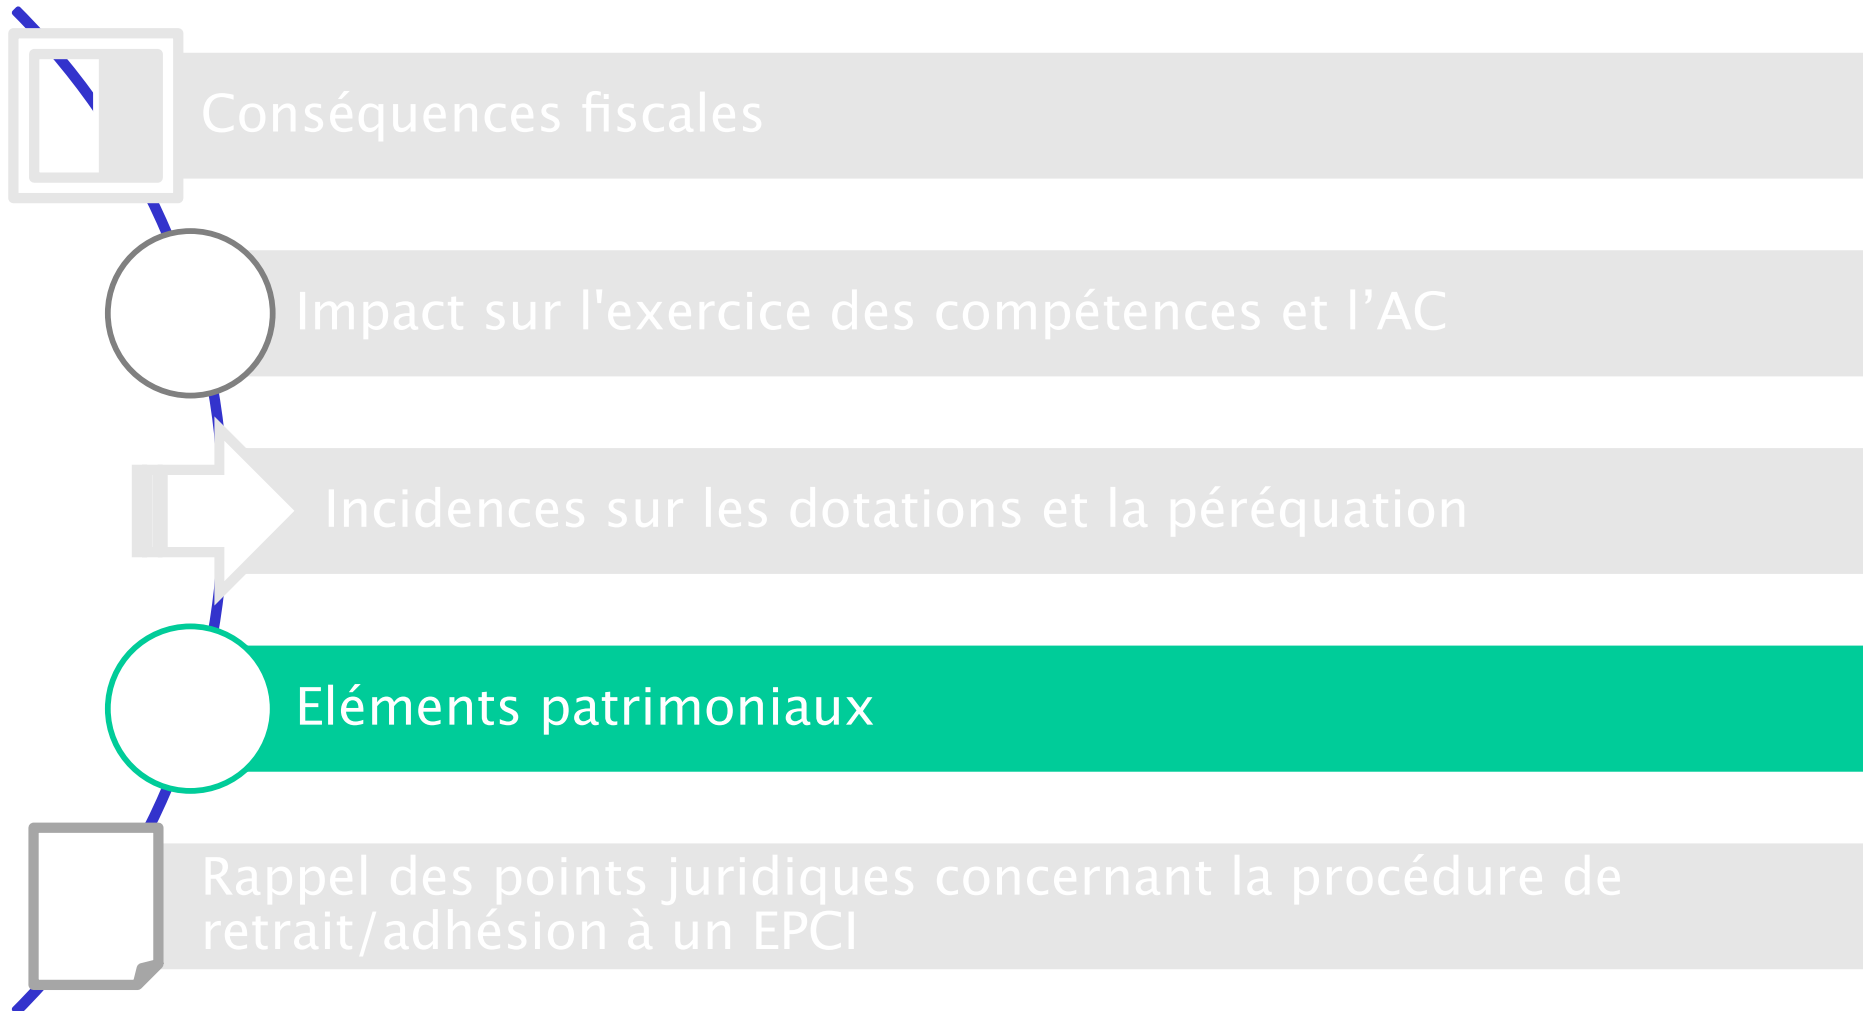 Conséquences fiscales
Impact sur l'exercice des compétences et l’AC
Incidences sur les dotations et la péréquation
Eléments patrimoniaux
Rappel des points juridiques concernant la procédure de
retrait/adhésion à un EPCI